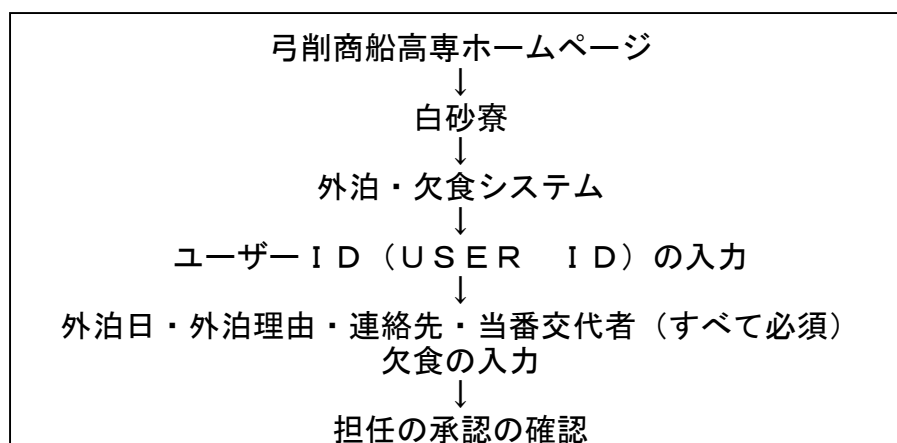 弓削商船高専ホームページ
↓
白砂寮
↓
外泊・欠食システム
↓
ユーザーＩＤ（ＵＳＥＲ　ＩＤ）の入力
↓
外泊日・外泊理由・連絡先・当番交代者（すべて必須）
欠食の入力
↓
担任の承認の確認